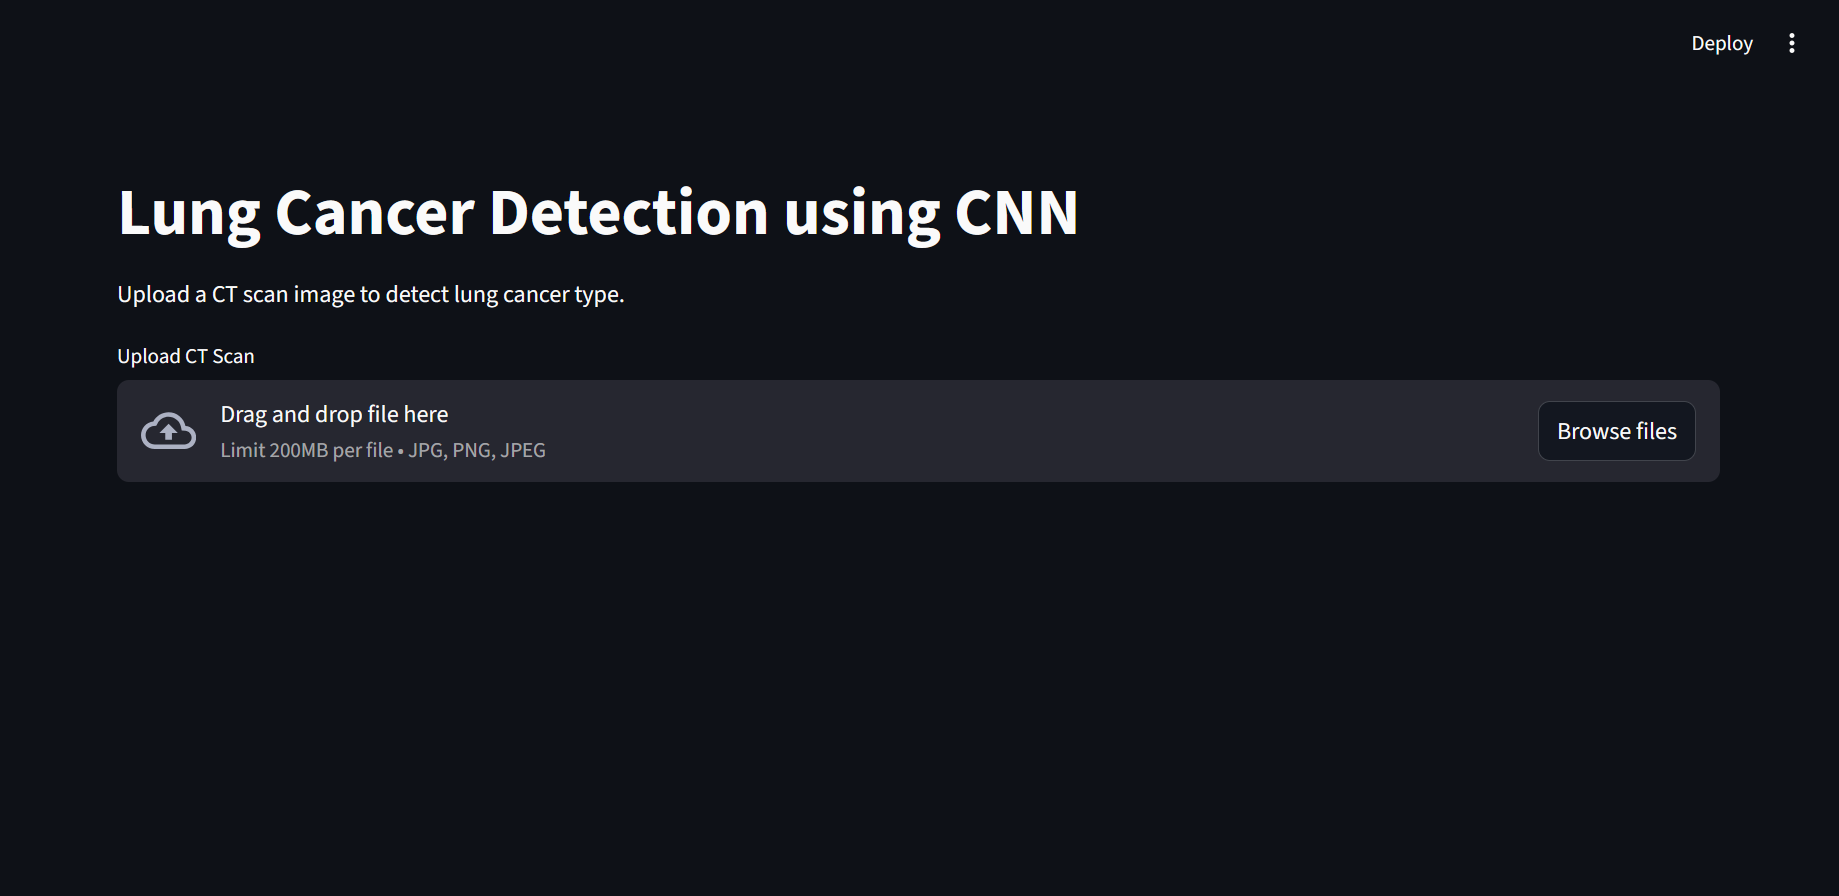 Deploy
Lung Cancer Detection using CNN
Upload a CT scan image to detect lung cancer type.
Upload CT Scan
Drag and drop file here
Limit 200MB per file • JPG, PNG, JPEG
Browse files